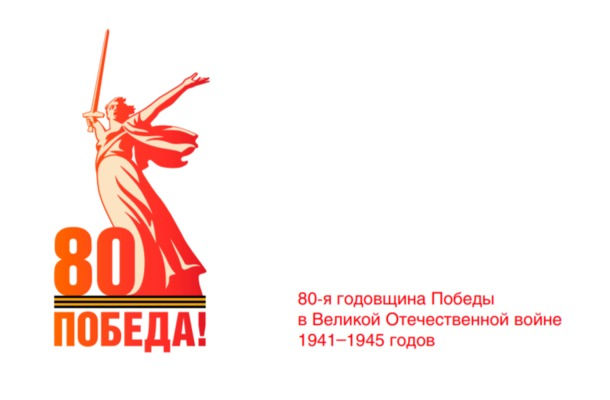 80
ПОБЕДА!
80-я годовщина Победы
в Великой Отечественной войне
1941–1945 годов